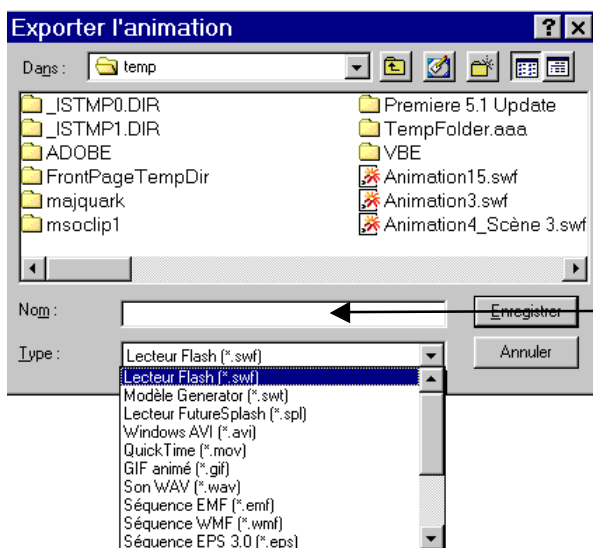 Exporter l'animation
Dans : temp
_ISTMP0.DIR
_ISTMP1.DIR
ADOBE
FrontPageTempDir
majquark
msoclip1
Premiere 5.1 Update
TempFolder.aaa
VBE
Animation15.swf
Animation3.swf
Animation4_Scène 3.swf
Nom :
Enregistrer
Type : Lecteur Flash (*.swf)
Annuler
Lecteur Flash (*.swf)
Modèle Generator (*.swt)
Lecteur FutureSplash (*.spl)
Windows AVI (*.avi)
QuickTime (*.mov)
GIF animé (*.gif)
Son WAV (*.wav)
Séquence EMF (*.emf)
Séquence WMF (*.wmf)
Séquence EPS 3.0 (*.eps)